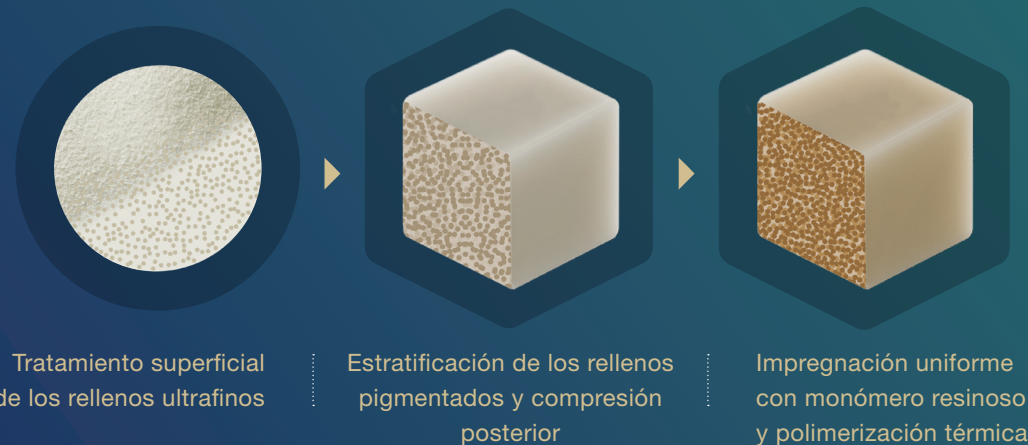 Tratamiento superficial
de los rellenos ultrafinos
Estratificación de los rellenos
pigmentados y compresión
posterior
Impregnación uniforme
con monómero resinoso
y polimerización térmica